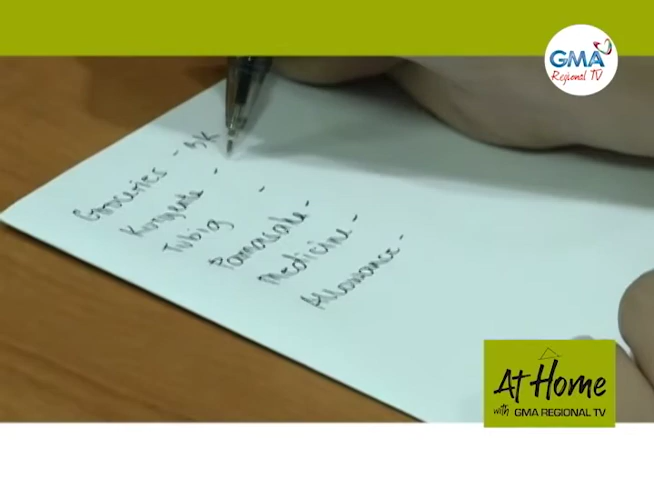 GMA
Regional TV
Groceries - 5K
Kuryente -
Tubig -
Pamasahe -
Medicine -
Allowance -
At Home
with GMA REGIONAL TV